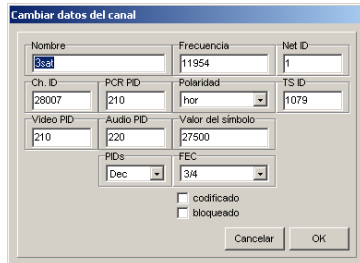 Cambiar datos del canal
Nombre Frecuencia Net ID
3sat 11954 1
Ch. ID PCR PID Polaridad TS ID
28007 210 hor 1079
Video PID Audio PID Valor del símbolo
210 220 27500
PIDs FEC
Dec 3/4
codificado
bloqueado
Cancelar OK